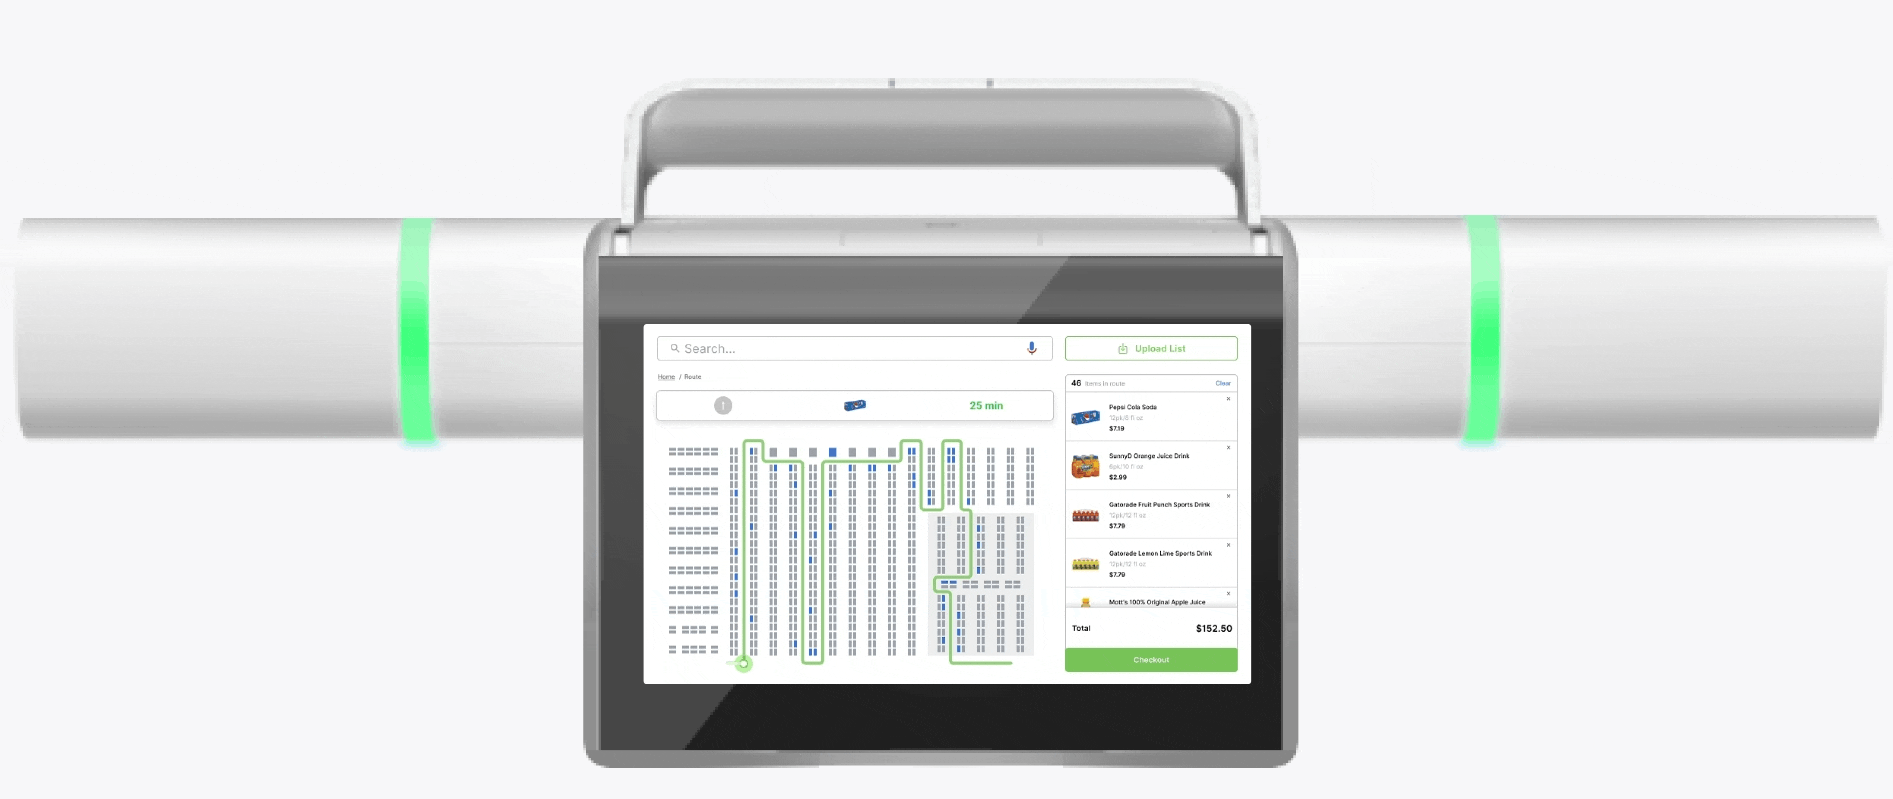 Search...
Upload List
Home / Route
46 Items in route
Clear
25 min
Pepsi Cola Soda
12pk/8 fl oz
$7.19
SunnyD Orange Juice Drink
6pk/10 fl oz
$2.99
Gatorade Fruit Punch Sports Drink
12pk/12 fl oz
$7.79
Gatorade Lemon Lime Sports Drink
12pk/12 fl oz
$7.79
Mott's 100% Original Apple Juice
Total
$152.50
Checkout